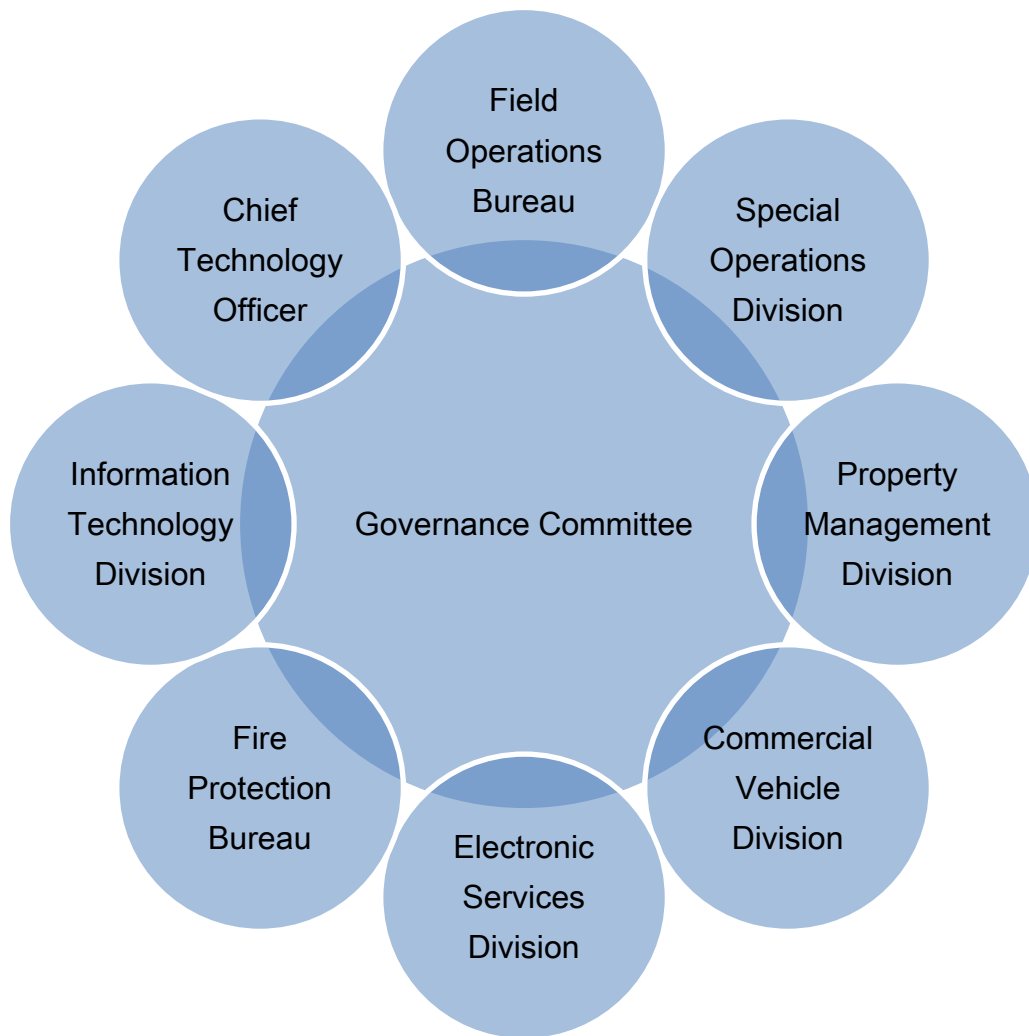 Field
Operations
Bureau
Special
Operations
Division
Property
Management
Division
Commercial
Vehicle
Division
Electronic
Services
Division
Fire
Protection
Bureau
Information
Technology
Division
Chief
Technology
Officer
Governance Committee